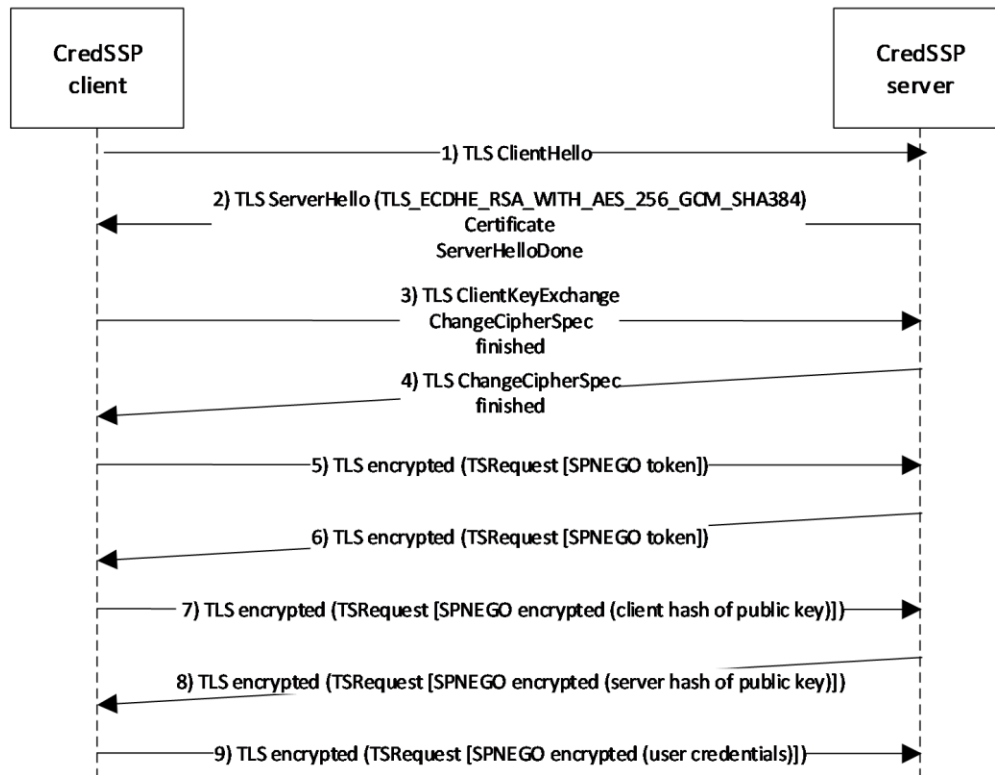 CredSSP
client
CredSSP
server
1) TLS ClientHello
2) TLS ServerHello (TLS_ECDHE_RSA_WITH_AES_256_GCM_SHA384)
Certificate
ServerHelloDone
3) TLS ClientKeyExchange
ChangeCipherSpec
finished
4) TLS ChangeCipherSpec
finished
5) TLS encrypted (TSRequest [SPNEGO token])
6) TLS encrypted (TSRequest [SPNEGO token])
7) TLS encrypted (TSRequest [SPNEGO encrypted (client hash of public key)])
8) TLS encrypted (TSRequest [SPNEGO encrypted (server hash of public key)])
9) TLS encrypted (TSRequest [SPNEGO encrypted (user credentials)])